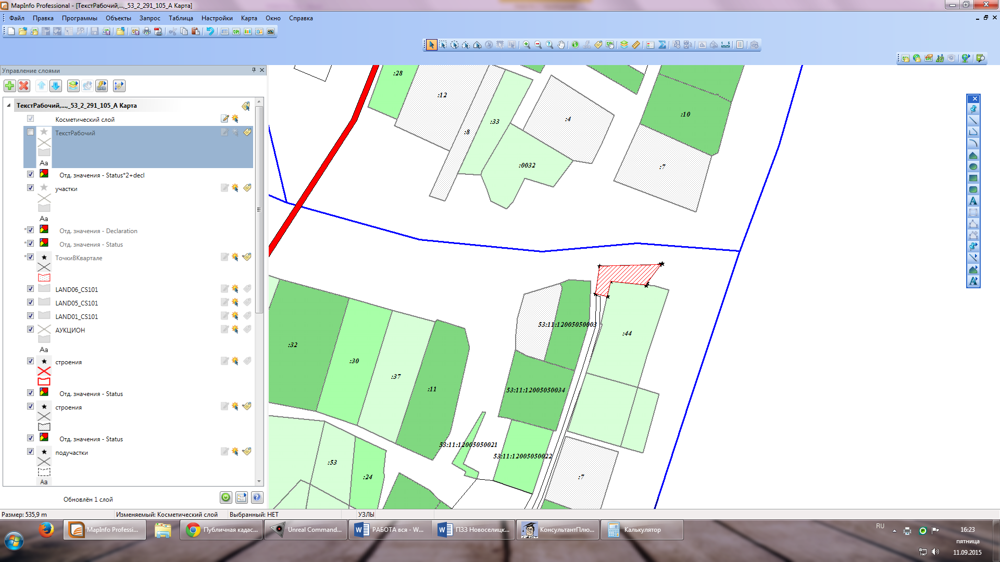 MapInfo Professional - [ТекстРабочий,...,_53_2_291_105_A Карта]
Файл Правка Программы Объекты Запрос Таблица Настройки Карта Окно Справка
Управление слоями
ТекстРабочий,...,_53_2_291_105_A Карта
Косметический слой
ТекстРабочий
Aa
Отд. значения - Status*2+decl
участки
Aa
Отд. значения - Declaration
Отд. значения - Status
ТочкиВКвартале
LAND06_CS101
LAND05_CS101
LAND01_CS101
АУКЦИОН
Aa
строения
Отд. значения - Status
строения
Отд. значения - Status
подучастки
Aa
Обновлён 1 слой
:28
:12
:8
:33
:4
:10
:0032
:7
:32
:30
:37
:11
53:11:12005050003
:44
53:11:12005050034
53:11:12005050021
53:11:12005050022
:53
:24
:7
Размер: 535,9 m Изменяемый: Косметический слой Выбранный: НЕТ УЗЛЫ
MapInfo Professi...
Публичная кадас...
Unreal Command...
РАБОТА вся - W...
ПЗЗ Новоселицк...
КонсультантПлю...
Калькулятор
RU
16:23
пятница
11.09.2015